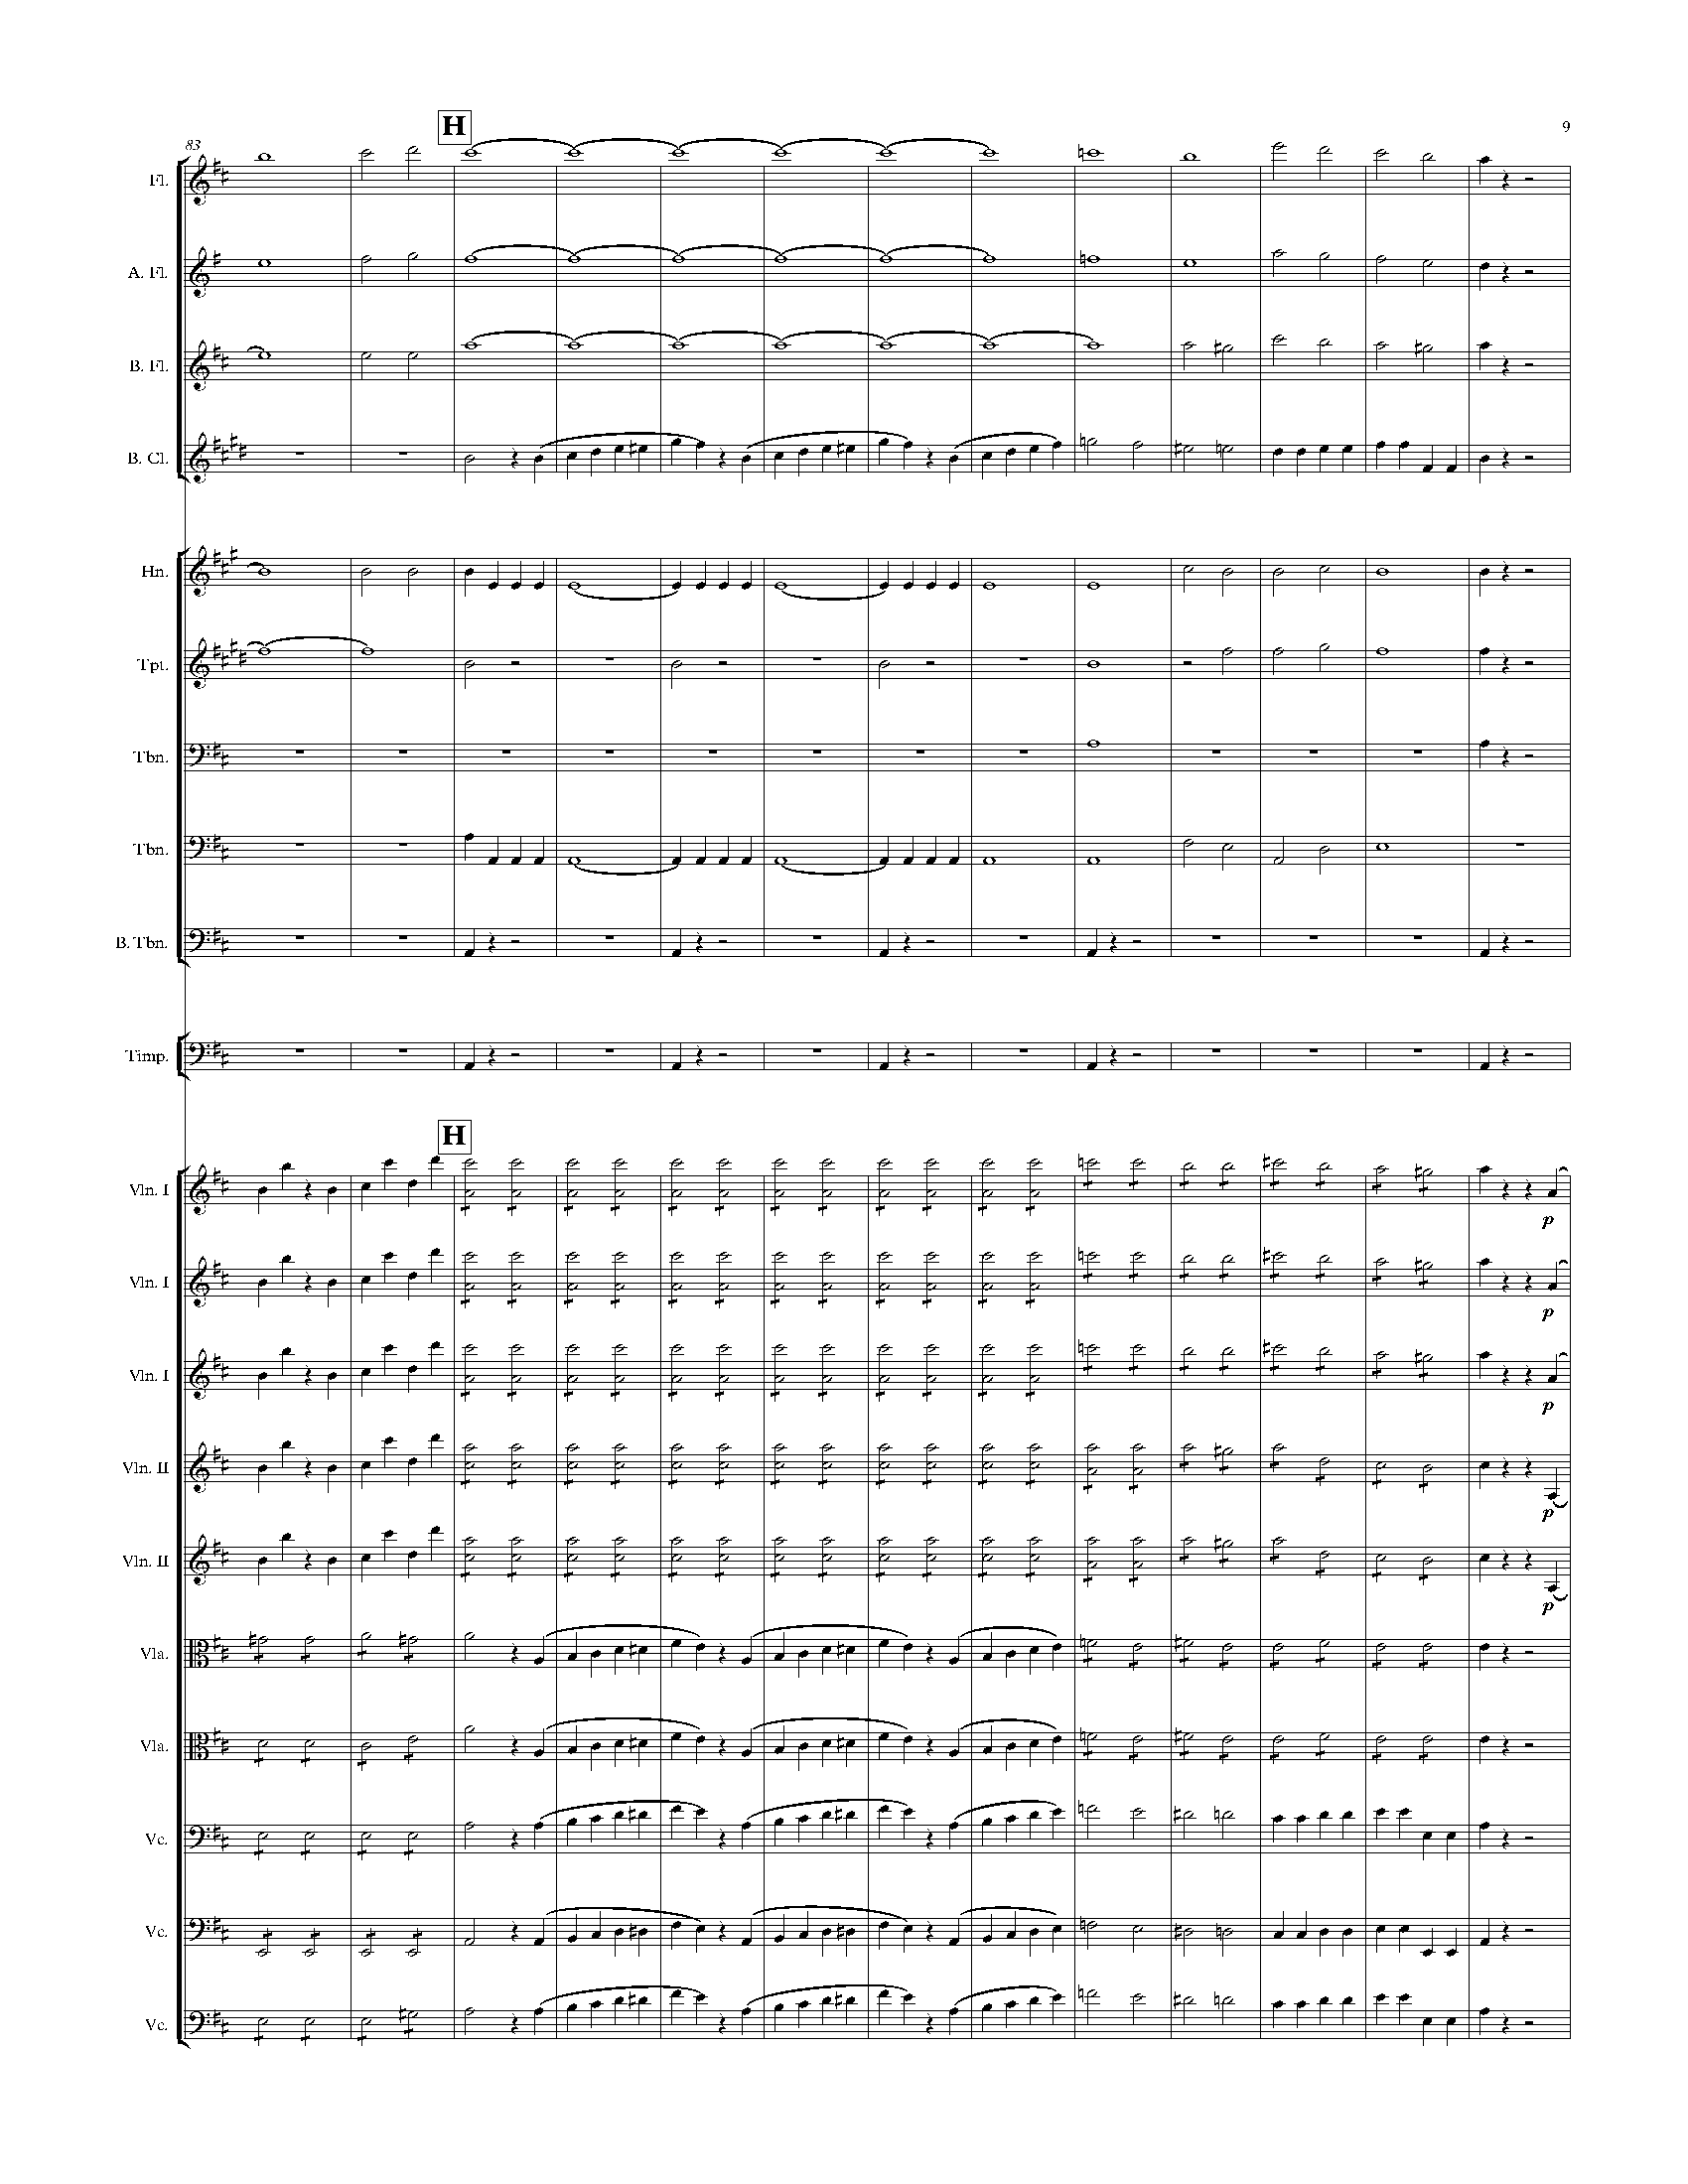 9
H
83
Fl.
A. Fl.
B. Fl.
B. Cl.
Hn.
Tpt.
Tbn.
Tbn.
B. Tbn.
Timp.
H
Vln. I
p
Vln. I
p
Vln. I
p
Vln. II
p
Vln. II
p
Vla.
Vla.
Vc.
Vc.
Vc.